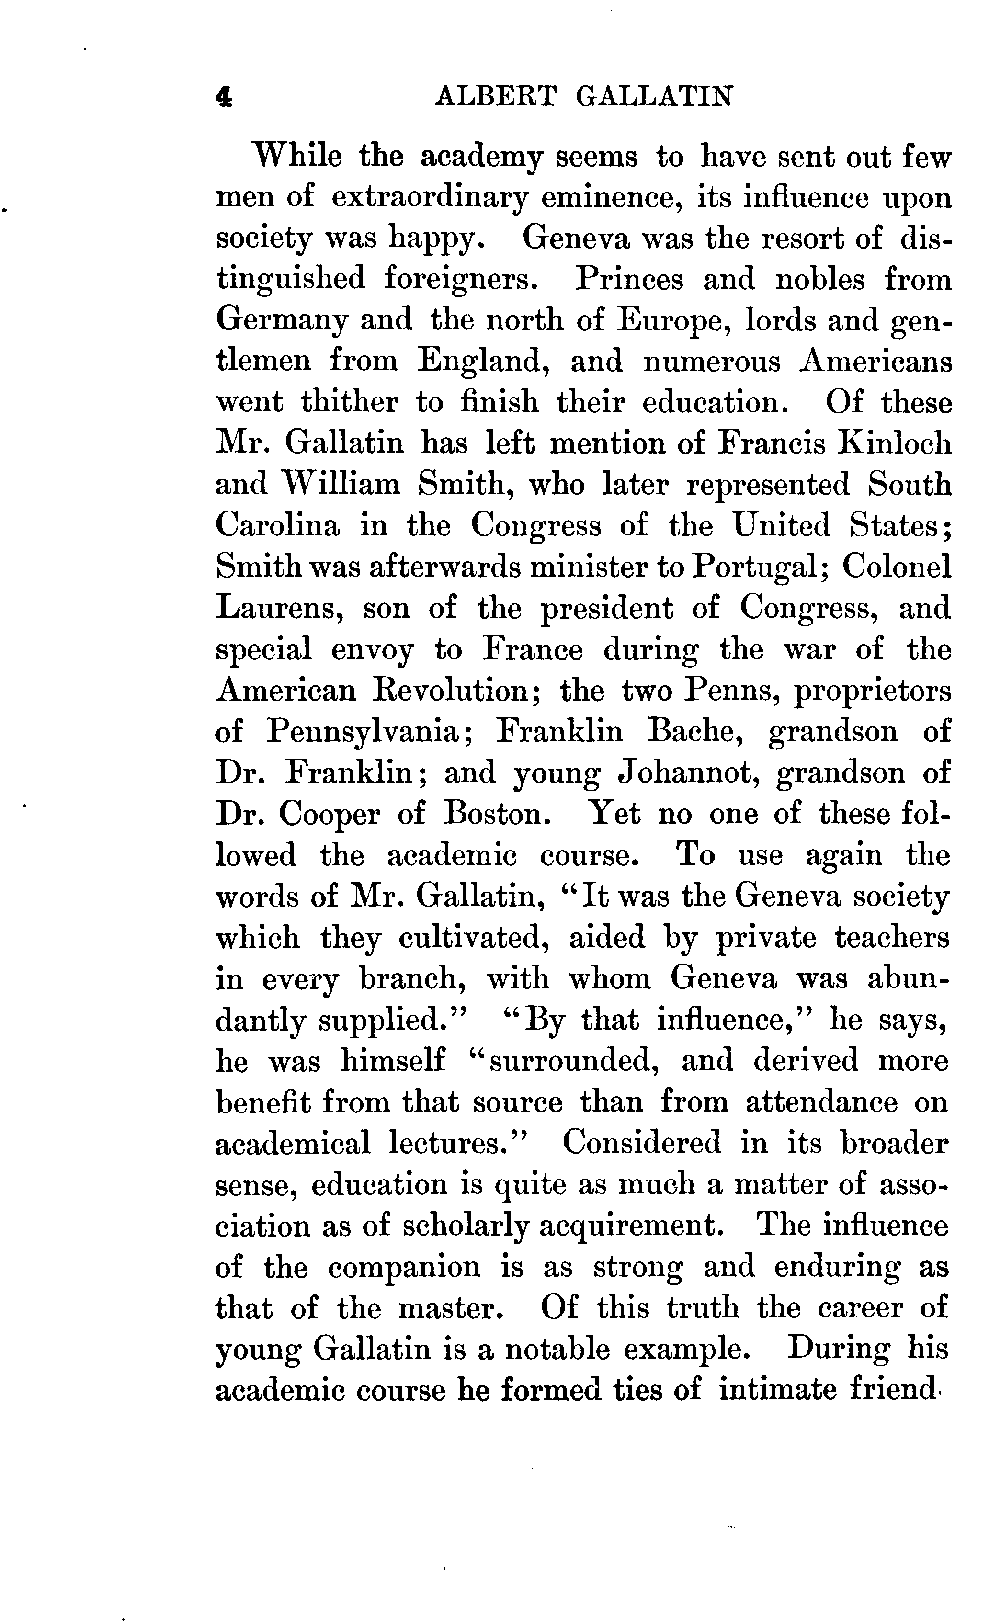 4 ALBERT GALLATIN
While the academy seems to have sent out few
men of extraordinary eminence, its influence upon
society was happy. Geneva was the resort of dis-
tinguished foreigners. Princes and nobles from
Germany and the north of Europe, lords and gen-
tlemen from England, and numerous Americans
went thither to finish their education. Of these
Mr. Gallatin has left mention of Francis Kinloch
and William Smith, who later represented South
Carolina in the Congress of the United States;
Smith was afterwards minister to Portugal; Colonel
Laurens, son of the president of Congress, and
special envoy to France during the war of the
American Revolution; the two Penns, proprietors
of Pennsylvania; Franklin Bache, grandson of
Dr. Franklin; and young Johannot, grandson of
Dr. Cooper of Boston. Yet no one of these fol-
lowed the academic course. To use again the
words of Mr. Gallatin, "It was the Geneva society
which they cultivated, aided by private teachers
in every branch, with whom Geneva was abun-
dantly supplied." "By that influence," he says,
he was himself "surrounded, and derived more
benefit from that source than from attendance on
academical lectures." Considered in its broader
sense, education is quite as much a matter of asso-
ciation as of scholarly acquirement. The influence
of the companion is as strong and enduring as
that of the master. Of this truth the career of
young Gallatin is a notable example. During his
academic course he formed ties of intimate friend-